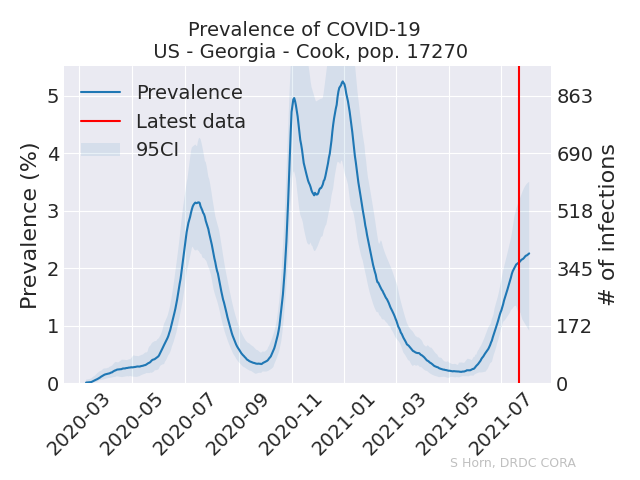 Prevalence of COVID-19
US - Georgia - Cook, pop. 17270
Prevalence
Latest data
95CI
Prevalence (%)
5
4
3
2
1
0
863
690
518
345
172
0
# of infections
2020-03
2020-05
2020-07
2020-09
2020-11
2021-01
2021-03
2021-05
2021-07
S Horn, DRDC CORA